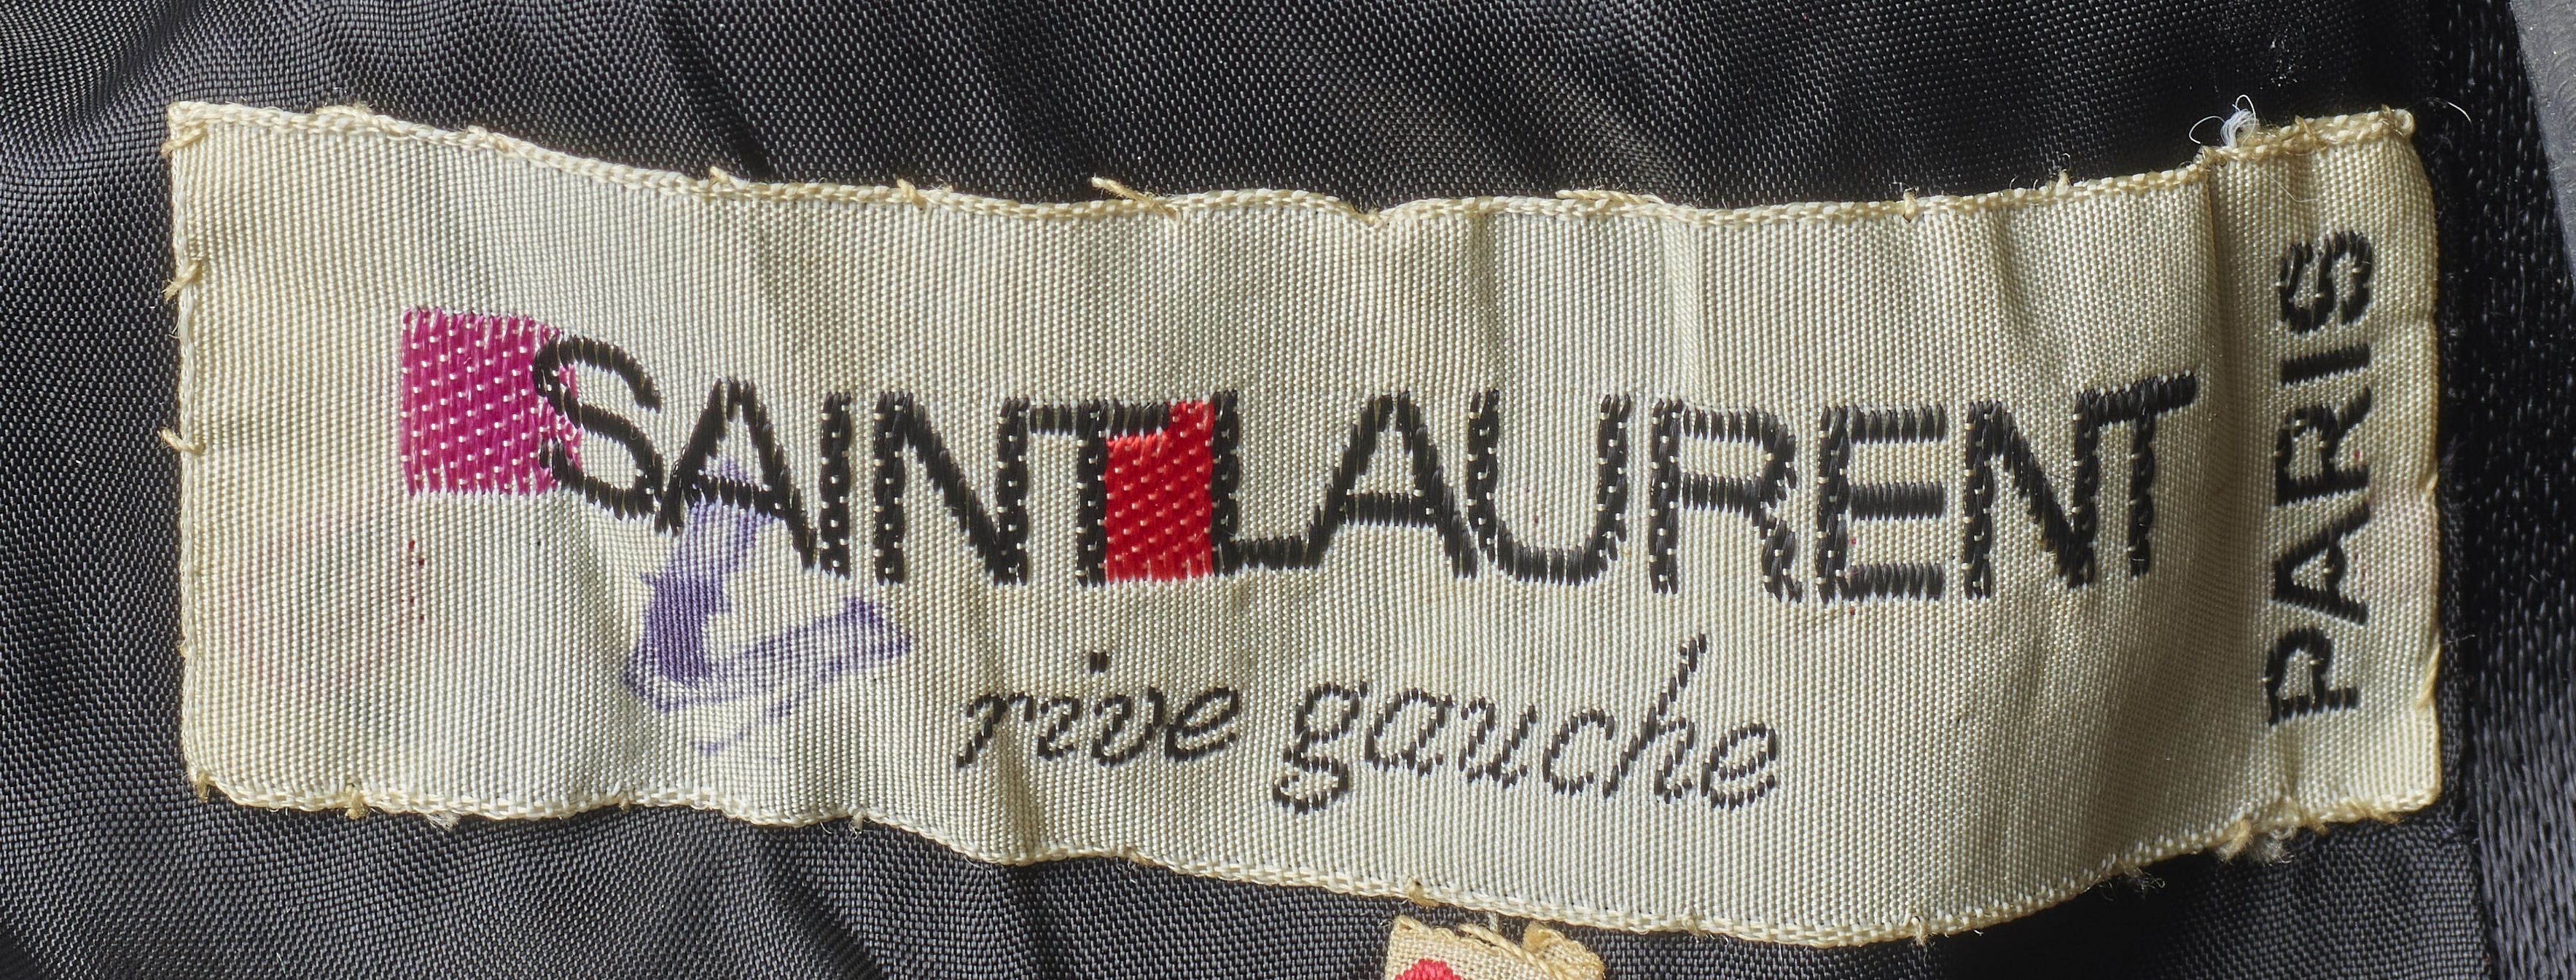 SAINT LAURENT
rive gauche
PARIS